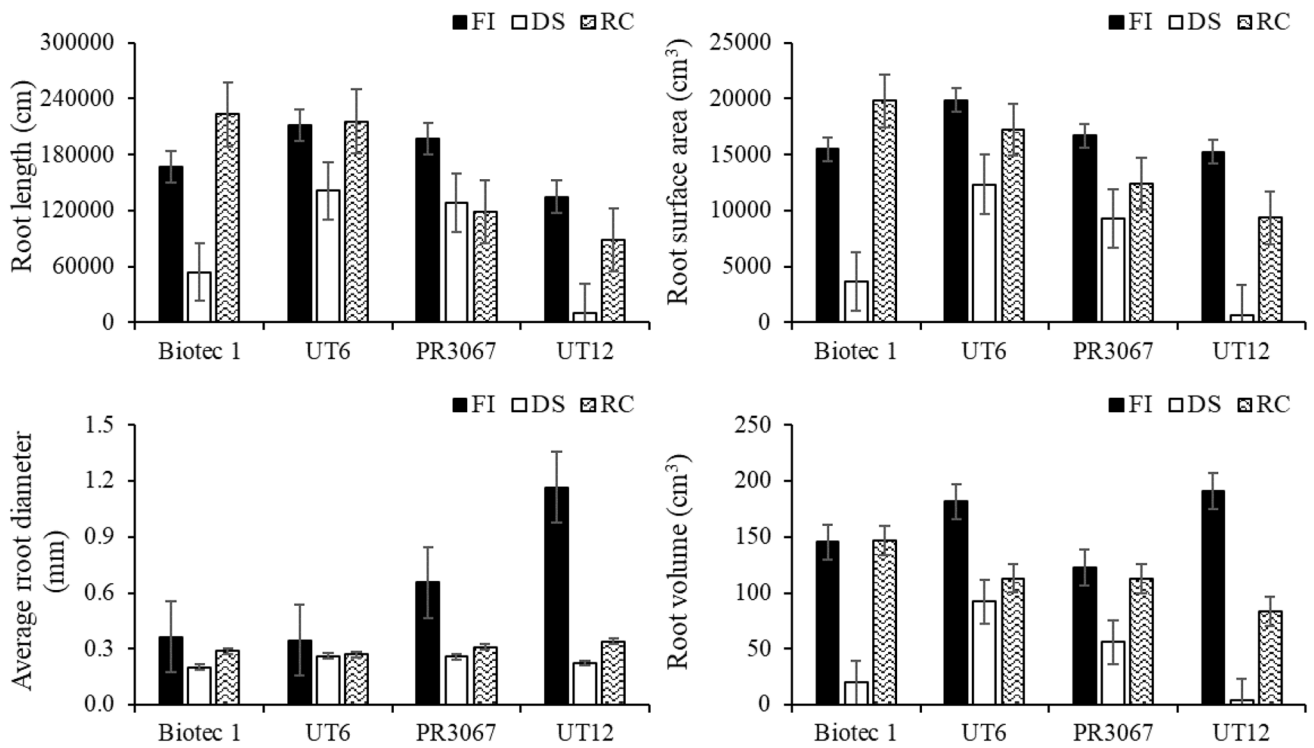 FI DS RC
300000
240000
180000
120000
60000
0
Root length (cm)
Biotec 1 UT6 PR3067 UT12
FI DS RC
25000
20000
15000
10000
5000
0
Root surface area (cm³)
Biotec 1 UT6 PR3067 UT12
FI DS RC
1.5
1.2
0.9
0.6
0.3
0.0
Average rroot diameter
(mm)
Biotec 1 UT6 PR3067 UT12
FI DS RC
250
200
150
100
50
0
Root volume (cm³)
Biotec 1 UT6 PR3067 UT12